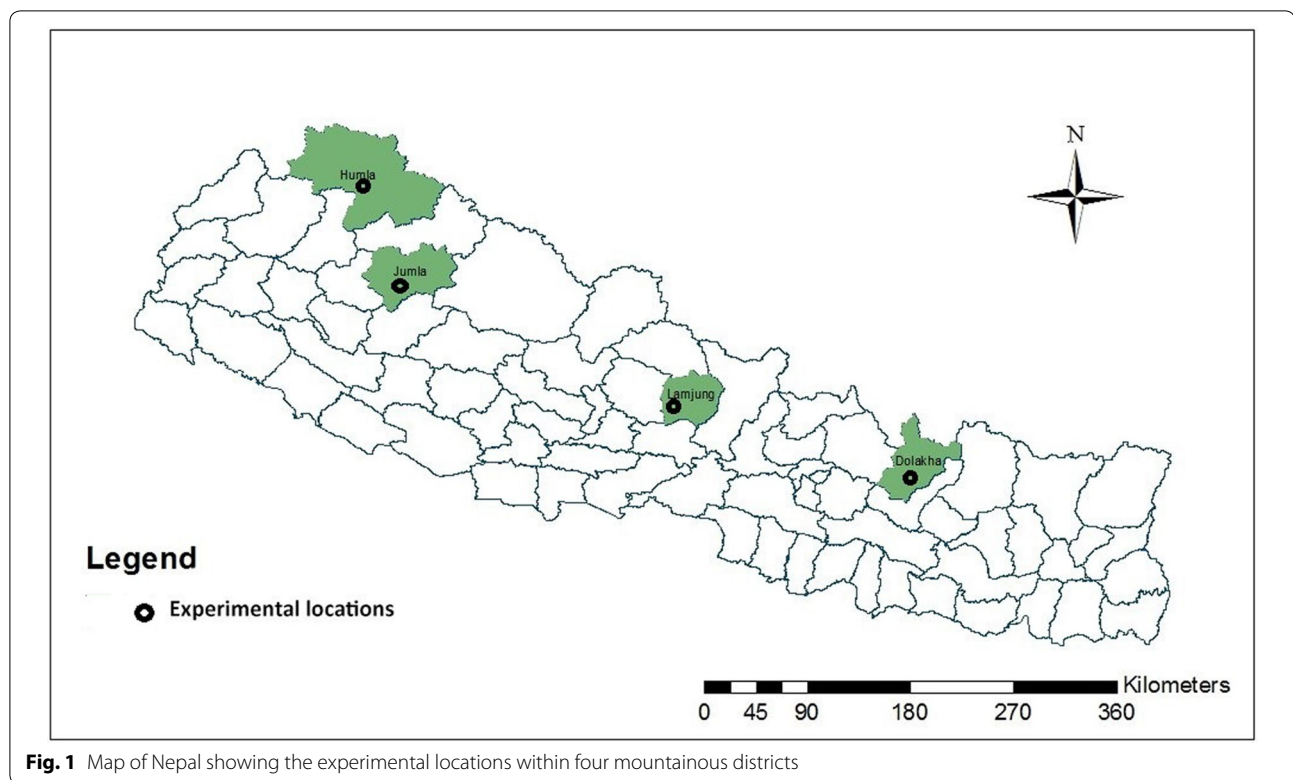 N
Humla
Jumla
Lamjung
Dolakha
Legend
Experimental locations
Kilometers
0 45 90 180 270 360
Fig. 1 Map of Nepal showing the experimental locations within four mountainous districts